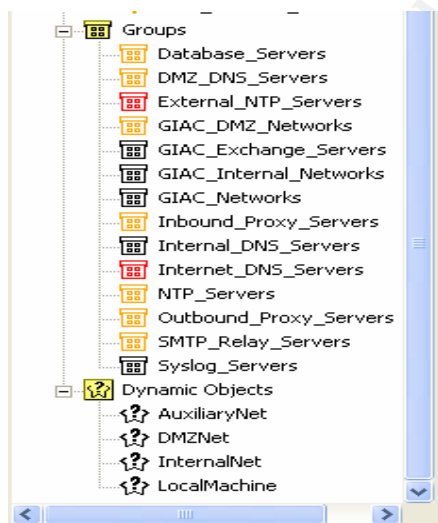 Groups
Database_Servers
DMZ_DNS_Servers
External_NTP_Servers
GIAC_DMZ_Networks
GIAC_Exchange_Servers
GIAC_Internal_Networks
GIAC_Networks
Inbound_Proxy_Servers
Internal_DNS_Servers
Internet_DNS_Servers
NTP_Servers
Outbound_Proxy_Servers
SMTP_Relay_Servers
Syslog_Servers
Dynamic Objects
AuxiliaryNet
DMZNet
InternalNet
LocalMachine